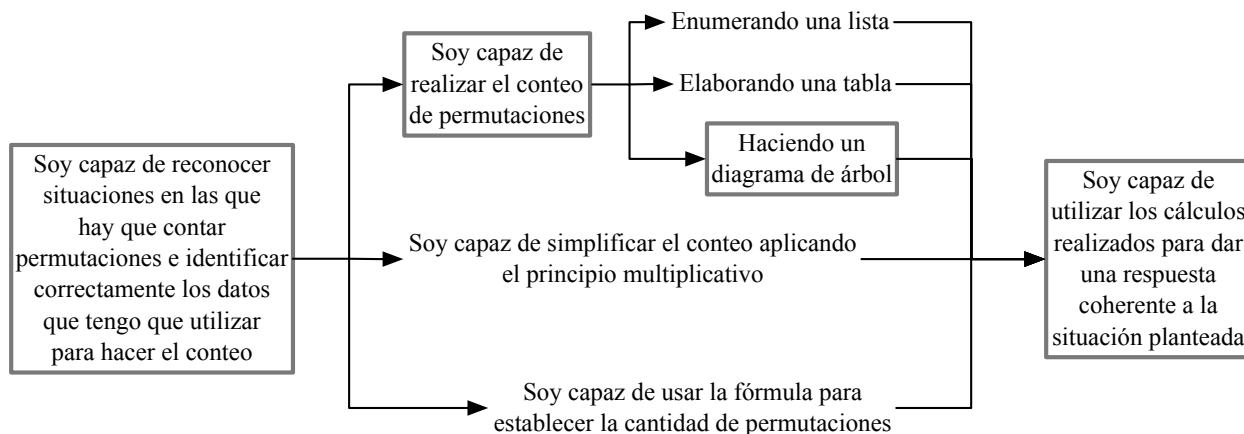 Soy capaz de reconocer
situaciones en las que
hay que contar
permutaciones e identificar
correctamente los datos
que tengo que utilizar
para hacer el conteo
Soy capaz de
realizar el conteo
de permutaciones
Enumerando una lista
Elaborando una tabla
Haciendo un
diagrama de árbol
Soy capaz de simplificar el conteo aplicando
el principio multiplicativo
Soy capaz de usar la fórmula para
establecer la cantidad de permutaciones
Soy capaz de
utilizar los cálculos
realizados para dar
una respuesta
coherente a la
situación planteada